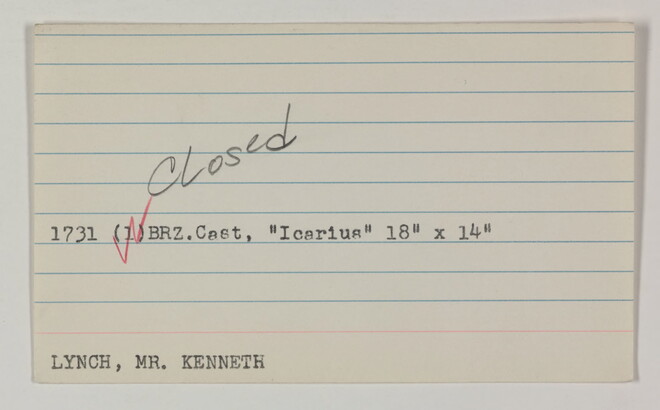 Closed
1731 (1)BRZ.Cast, "Icarius" 18" x 14"
LYNCH, MR. KENNETH